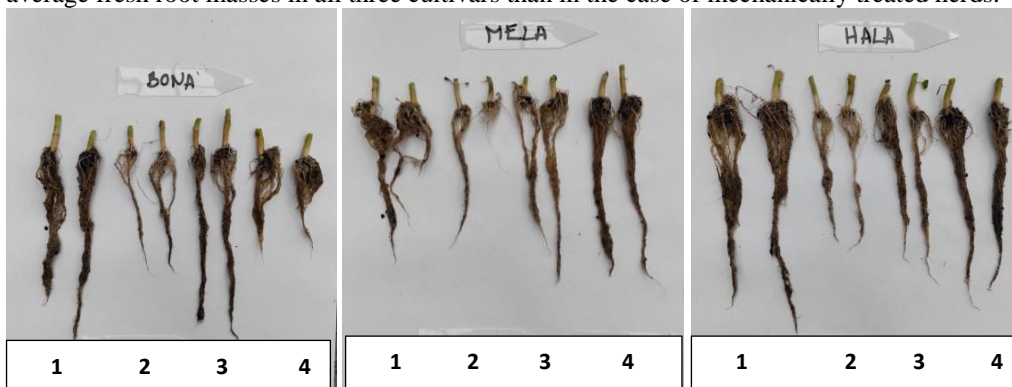 average fresh root masses in all three cultivars than in the case of mechanically treated herds.
BONA
MELA
HALA
1 2 3 4
1 2 3 4
1 2 3 4